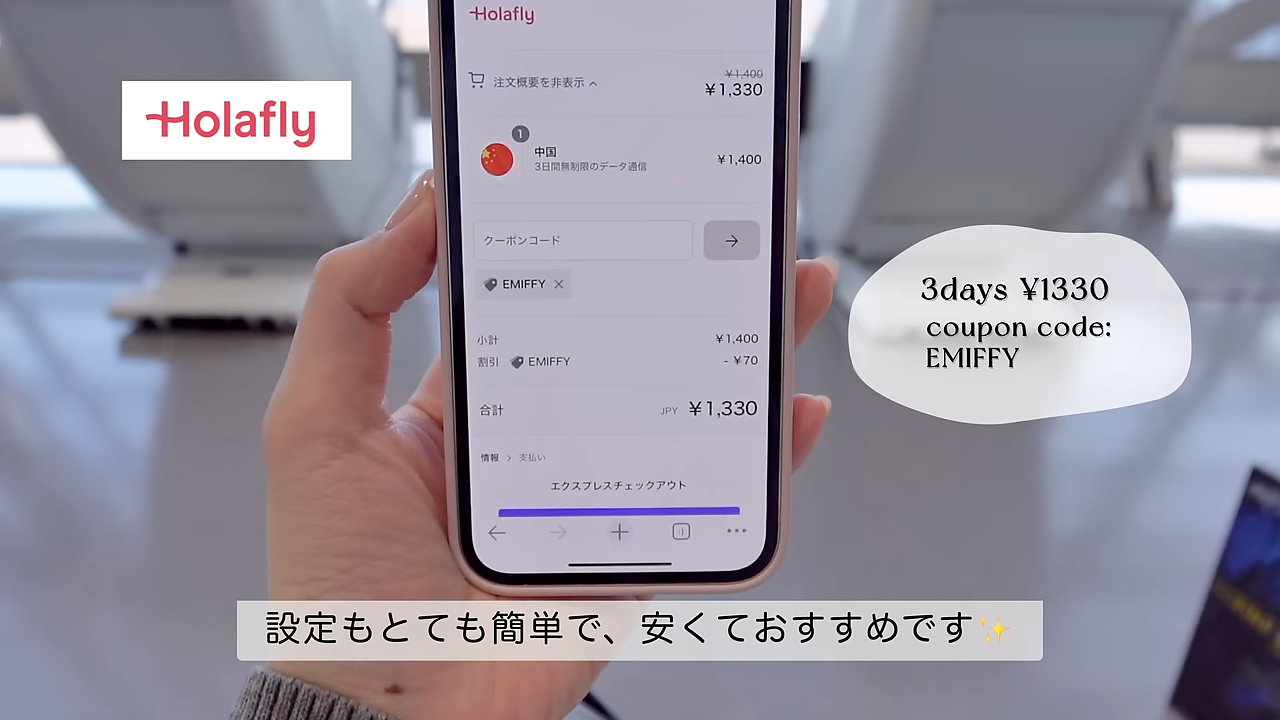 Holafly
Holafly
注文概要を非表示
¥1,400
¥1,330
1
中国
3日間無制限のデータ通信
¥1,400
クーポンコード
EMIFFY
小計 ¥1,400
割引 EMIFFY - ¥70
合計 JPY ¥1,330
情報 > 支払い
エクスプレスチェックアウト
:)
3days ¥1330
coupon code:
EMIFFY
設定もとても簡単で、安くておすすめです✨